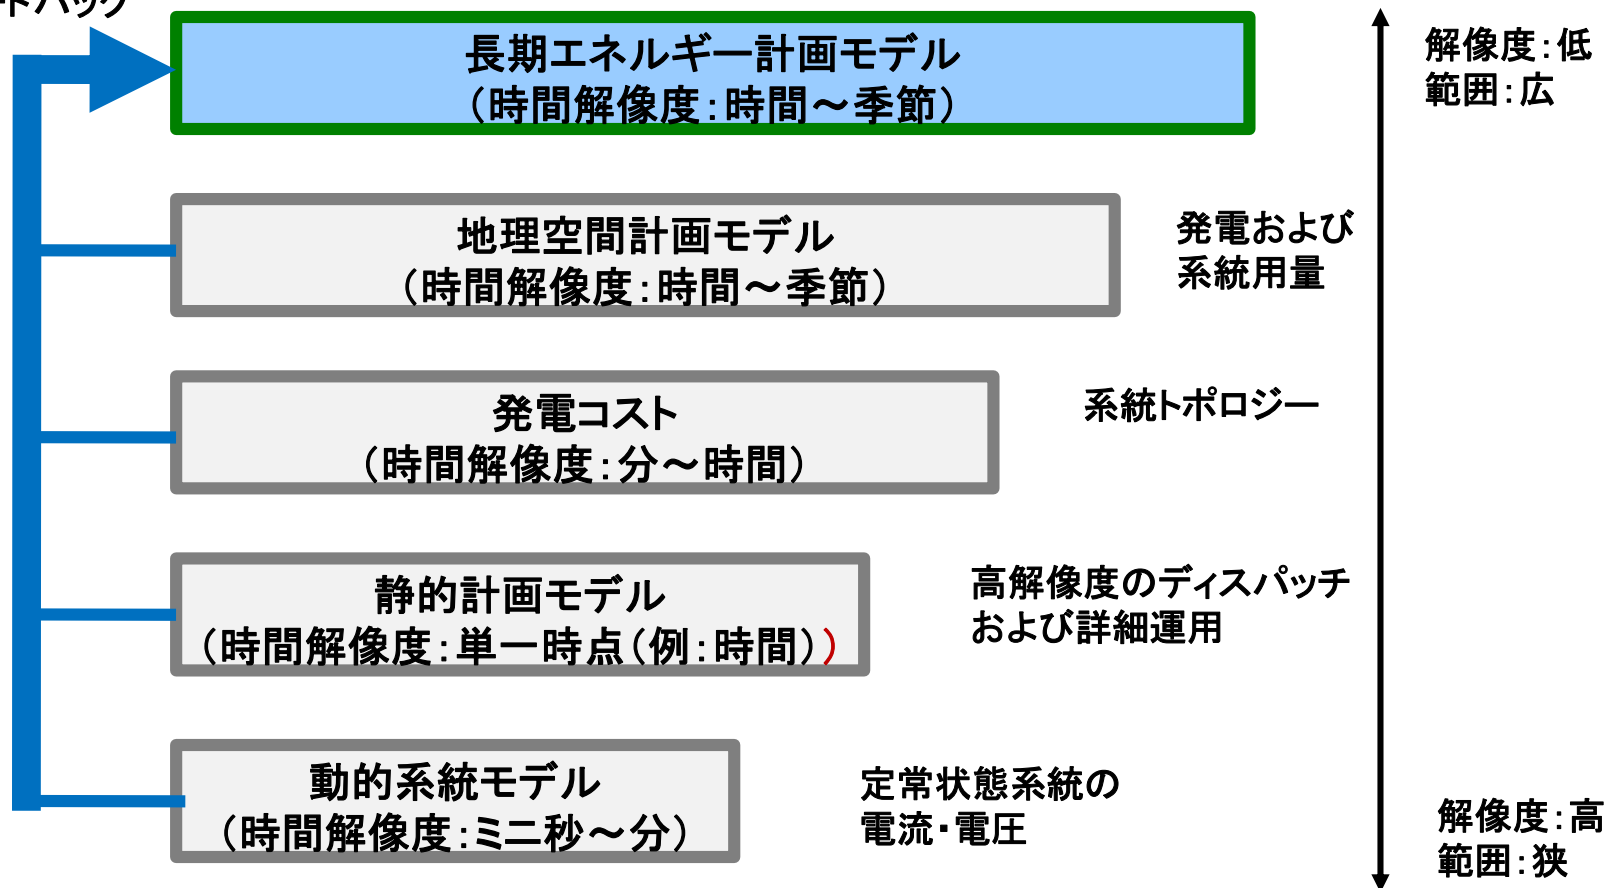 ードバック
長期エネルギー計画モデル
（時間解像度：時間～季節）
解像度：低
範囲：広
地理空間計画モデル
（時間解像度：時間～季節）
発電および
系統用量
発電コスト
（時間解像度：分～時間）
系統トポロジー
静的計画モデル
（時間解像度：単一時点（例：時間））
高解像度のディスパッチ
および詳細運用
動的系統モデル
（時間解像度：ミニ秒～分）
定常状態系統の
電流・電圧
解像度：高
範囲：狭